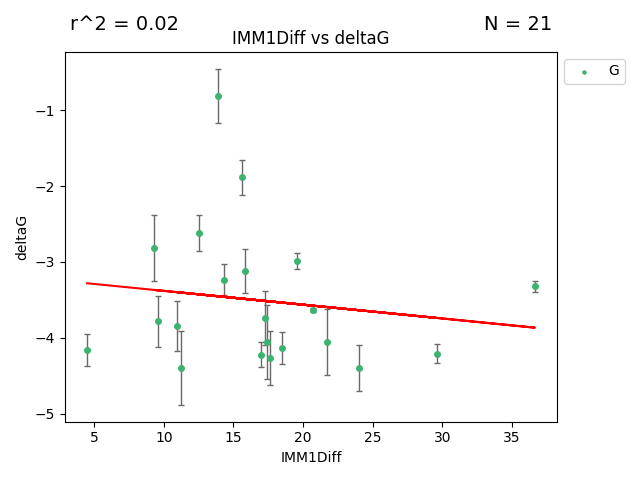 r^2 = 0.02
N = 21
IMM1Diff vs deltaG
G
deltaG
−1
−2
−3
−4
−5
5
10
15
20
25
30
35
IMM1Diff